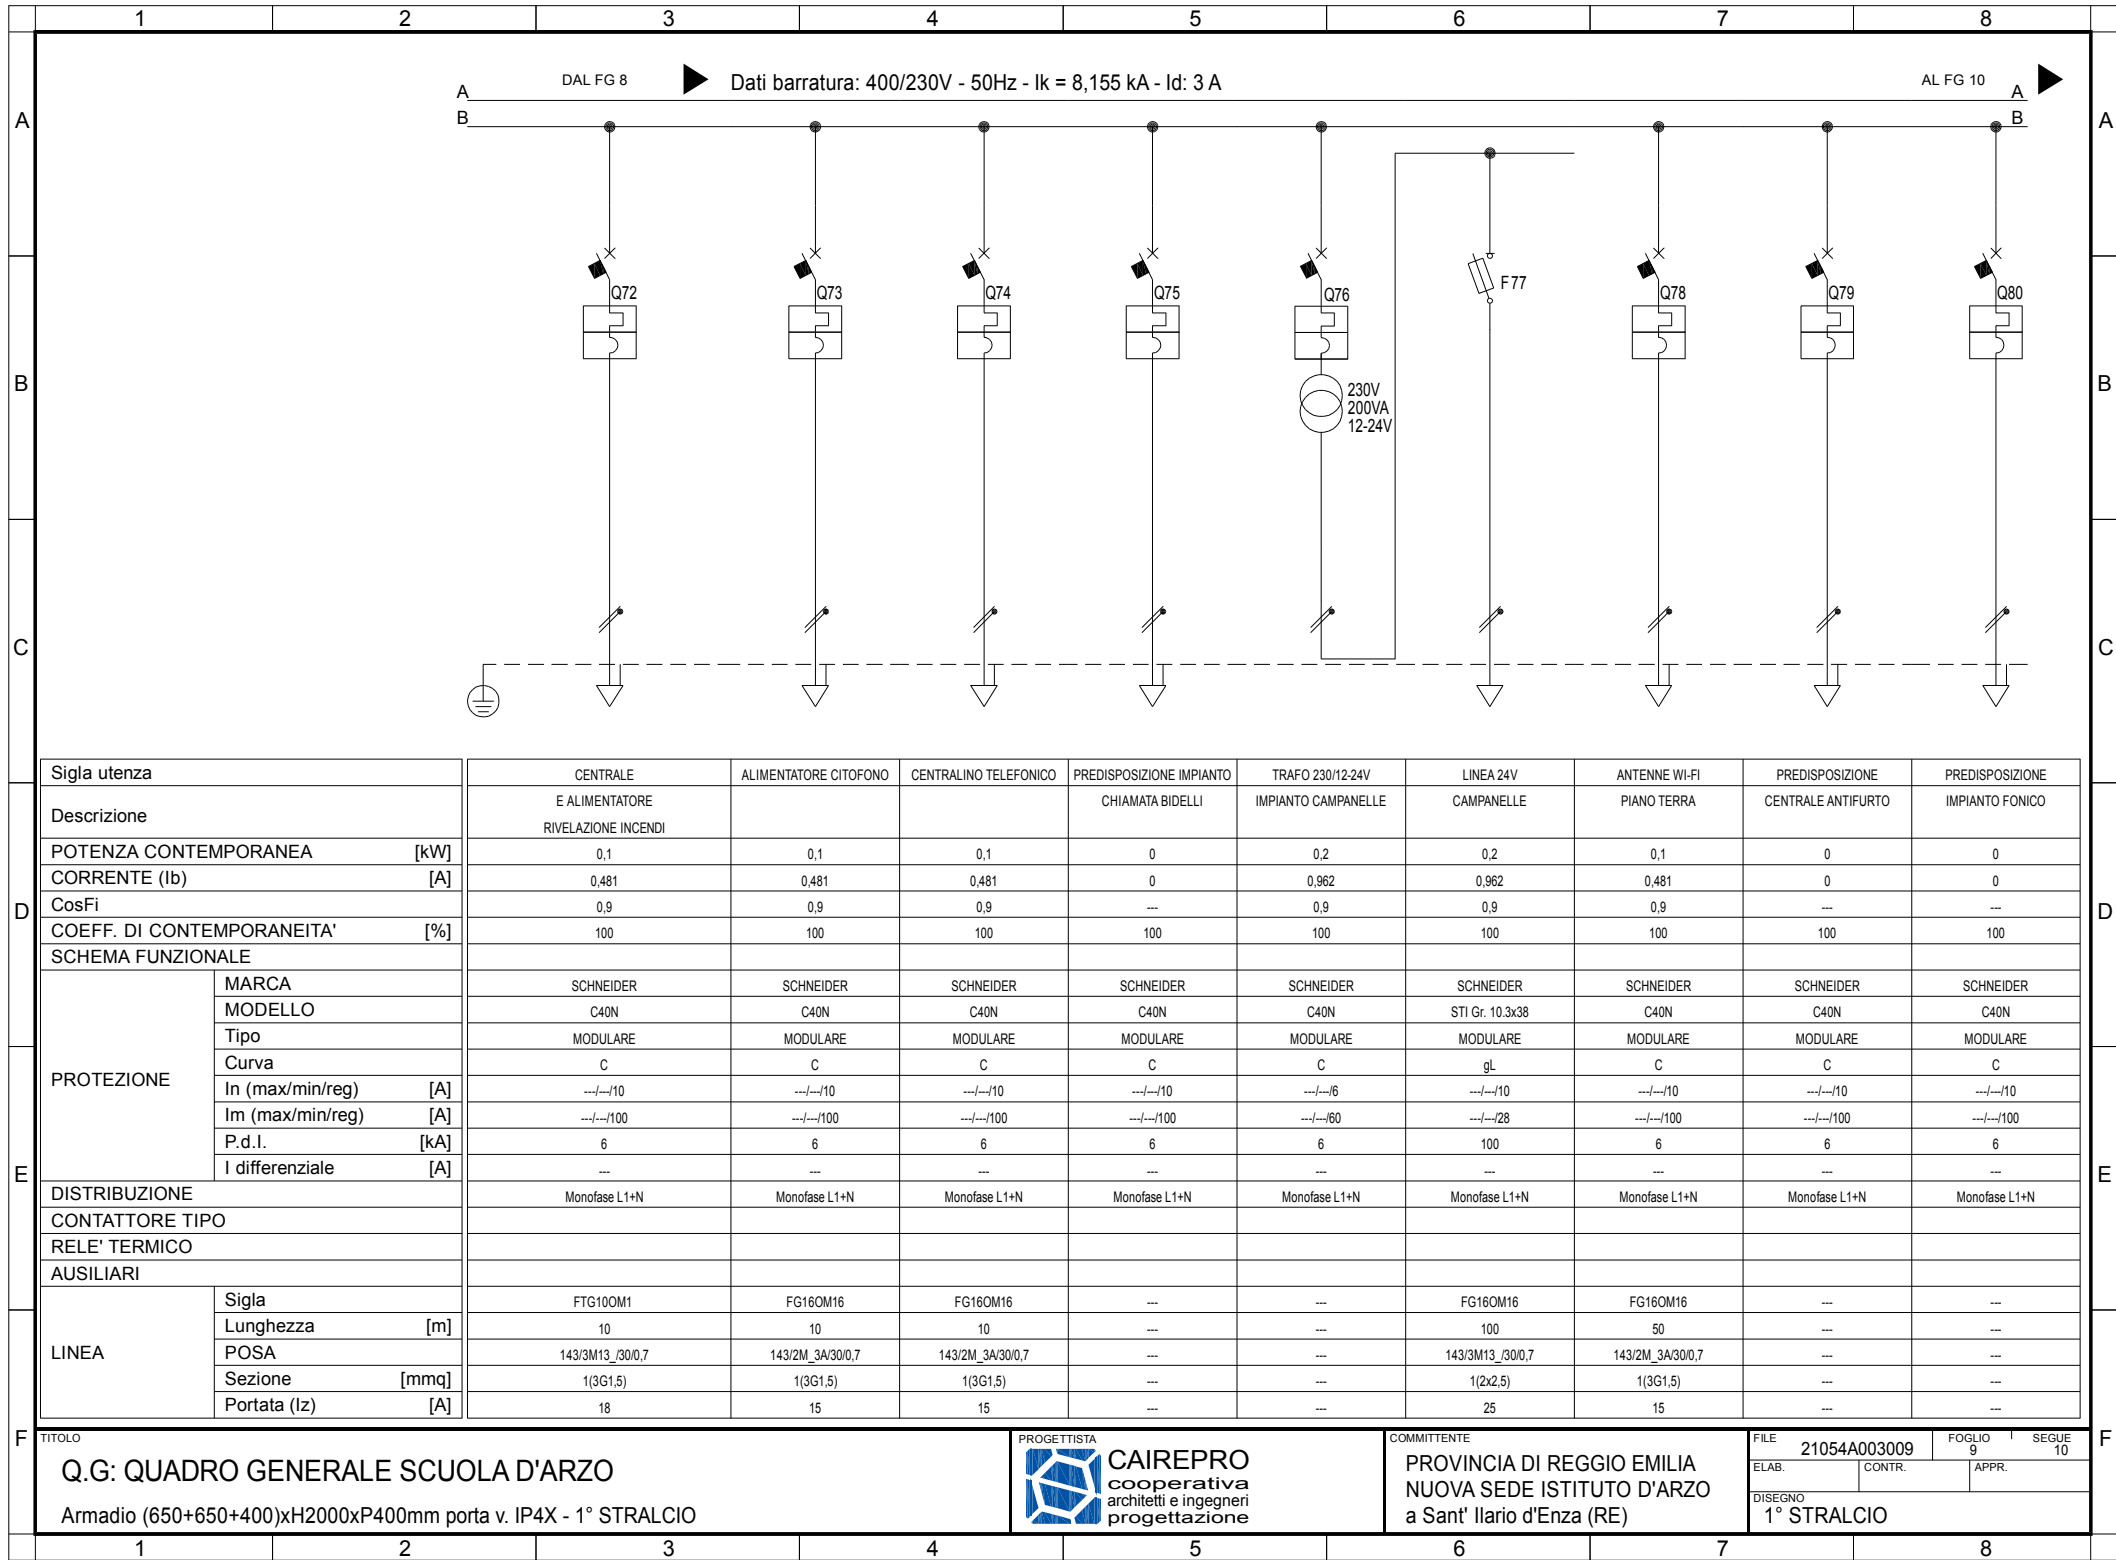 1 2 3 4 5 6 7 8
DAL FG 8 Dati barratura: 400/230V - 50Hz - Ik = 8,155 kA - Id: 3 A AL FG 10
A A
B B
A A
Q72 Q73 Q74 Q75 Q76 F77 Q78 Q79 Q80
B B
230V
200VA
12-24V
C C
Sigla utenza CENTRALE ALIMENTATORE CITOFONO CENTRALINO TELEFONICO PREDISPOSIZIONE IMPIANTO TRAFO 230/12-24V LINEA 24V ANTENNE WI-FI PREDISPOSIZIONE PREDISPOSIZIONE
Descrizione E ALIMENTATORE CHIAMATA BIDELLI IMPIANTO CAMPANELLE CAMPANELLE PIANO TERRA CENTRALE ANTIFURTO IMPIANTO FONICO
RIVELAZIONE INCENDI
POTENZA CONTEMPORANEA [kW] 0,1 0,1 0,1 0 0,2 0,2 0,1 0 0
CORRENTE (Ib) [A] 0,481 0,481 0,481 0 0,962 0,962 0,481 0 0
D D
CosFi 0,9 0,9 0,9 --- 0,9 0,9 0,9 --- ---
COEFF. DI CONTEMPORANEITA' [%] 100 100 100 100 100 100 100 100 100
SCHEMA FUNZIONALE
PROTEZIONE
MARCA SCHNEIDER SCHNEIDER SCHNEIDER SCHNEIDER SCHNEIDER SCHNEIDER SCHNEIDER SCHNEIDER SCHNEIDER
MODELLO C40N C40N C40N C40N C40N STI Gr. 10.3x38 C40N C40N C40N
Tipo MODULARE MODULARE MODULARE MODULARE MODULARE MODULARE MODULARE MODULARE MODULARE
Curva C C C C C gL C C C
In (max/min/reg) [A] ---/---/10 ---/---/10 ---/---/10 ---/---/10 ---/---/6 ---/---/10 ---/---/10 ---/---/10 ---/---/10
Im (max/min/reg) [A] ---/---/100 ---/---/100 ---/---/100 ---/---/100 ---/---/60 ---/---/28 ---/---/100 ---/---/100 ---/---/100
P.d.I. [kA] 6 6 6 6 6 100 6 6 6
I differenziale [A] --- --- --- --- --- --- --- --- ---
E E
DISTRIBUZIONE Monofase L1+N Monofase L1+N Monofase L1+N Monofase L1+N Monofase L1+N Monofase L1+N Monofase L1+N Monofase L1+N Monofase L1+N
CONTATTORE TIPO
RELE' TERMICO
AUSILIARI
LINEA
Sigla FTG10OM1 FG16OM16 FG16OM16 --- --- FG16OM16 FG16OM16 --- ---
Lunghezza [m] 10 10 10 --- --- 100 50 --- ---
POSA 143/3M13_/30/0,7 143/2M_3A/30/0,7 143/2M_3A/30/0,7 --- --- 143/3M13_/30/0,7 143/2M_3A/30/0,7 --- ---
Sezione [mmq] 1(3G1,5) 1(3G1,5) 1(3G1,5) --- --- 1(2x2,5) 1(3G1,5) --- ---
Portata (Iz) [A] 18 15 15 --- --- 25 15 --- ---
F F
TITOLO
Q.G: QUADRO GENERALE SCUOLA D'ARZO
Armadio (650+650+400)xH2000xP400mm porta v. IP4X - 1° STRALCIO
PROGETTISTA
CAIREPRO
cooperativa
architetti e ingegneri
progettazione
COMMITTENTE
PROVINCIA DI REGGIO EMILIA
NUOVA SEDE ISTITUTO D'ARZO
a Sant' Ilario d'Enza (RE)
FILE 21054A003009 FOGLIO 9 SEGUE 10
ELAB. CONTR. APPR.
DISEGNO
1° STRALCIO
1 2 3 4 5 6 7 8